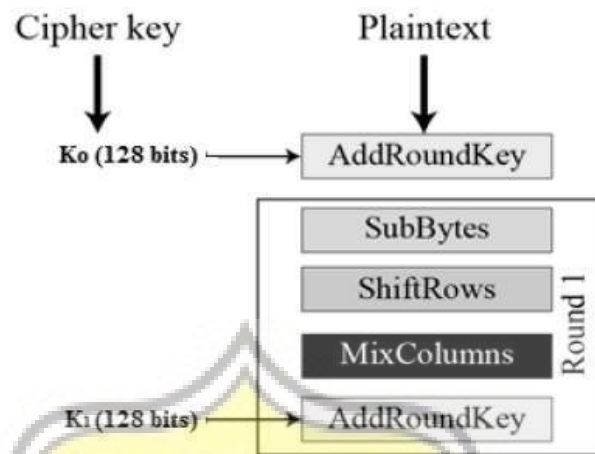 Cipher key
Plaintext
K₀ (128 bits)
AddRoundKey
SubBytes
ShiftRows
MixColumns
Round 1
K₁ (128 bits)
AddRoundKey